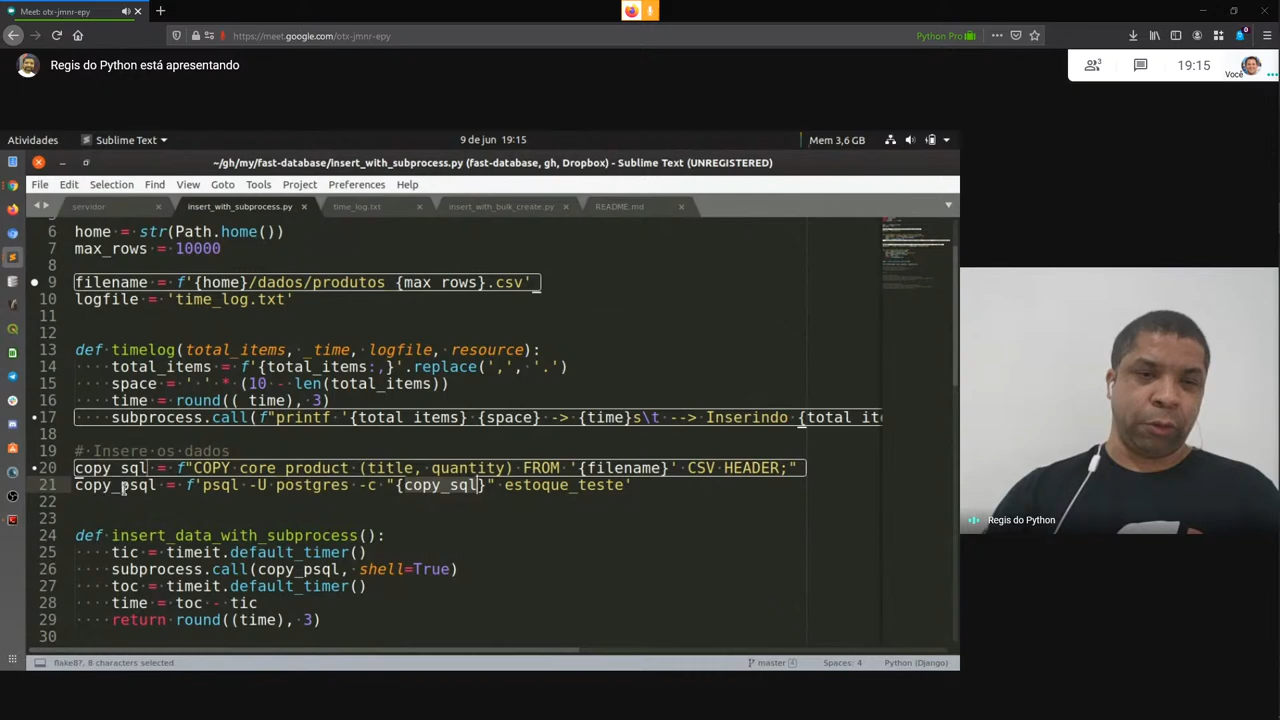 Meet: otx-jmnr-epy
https://meet.google.com/otx-jmnr-epy
Python Pro
Regis do Python está apresentando
3
19:15
Você
Atividades
Sublime Text
9 de jun 19:15
Mem 3,6 GB
~/gh/my/fast-database/insert_with_subprocess.py (fast-database, gh, Dropbox) - Sublime Text (UNREGISTERED)
File Edit Selection Find View Goto Tools Project Preferences Help
servidor
insert_with_subprocess.py
time_log.txt
insert_with_bulk_create.py
README.md
6 home = str(Path.home())
7 max_rows = 10000
8
9 filename = f'{home}/dados/produtos_{max_rows}.csv'
10 logfile = 'time_log.txt'
11
12
13 def timelog(total_items, _time, logfile, resource):
14 total_items = f'{total_items:,}'.replace(',', '.')
15 space = ' ' * (10 - len(total_items))
16 time = round((_time), 3)
17 subprocess.call(f"printf '{total_items} {space} -> {time}s\t --> Inserindo {total_ite
18
19 # Insere os dados
20 copy_sql = f"COPY core_product (title, quantity) FROM '{filename}' CSV HEADER;"
21 copy_psql = f'psql -U postgres -c "{copy_sql}" estoque_teste'
22
23
24 def insert_data_with_subprocess():
25 tic = timeit.default_timer()
26 subprocess.call(copy_psql, shell=True)
27 toc = timeit.default_timer()
28 time = toc - tic
29 return round((time), 3)
30
flake8?, 8 characters selected
master 4
Spaces: 4
Python (Django)
Regis do Python